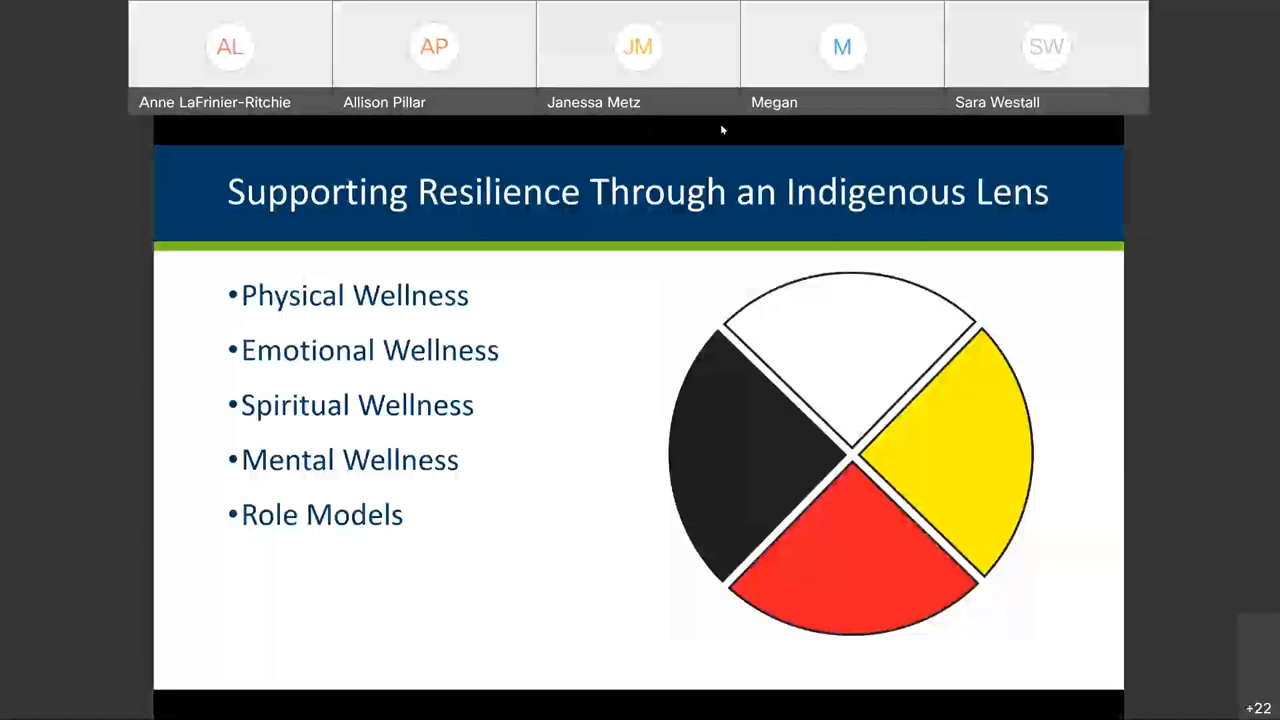 AL
AP
JM
M
SW
Anne LaFrinier-Ritchie
Allison Pillar
Janessa Metz
Megan
Sara Westall
Supporting Resilience Through an Indigenous Lens
•Physical Wellness
•Emotional Wellness
•Spiritual Wellness
•Mental Wellness
•Role Models
+22